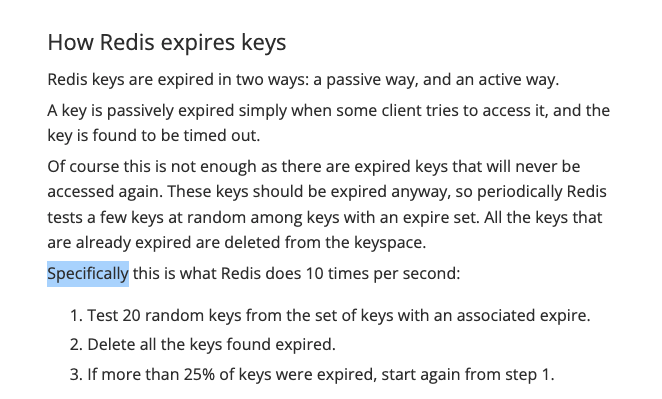 How Redis expires keys
Redis keys are expired in two ways: a passive way, and an active way.
A key is passively expired simply when some client tries to access it, and the
key is found to be timed out.
Of course this is not enough as there are expired keys that will never be
accessed again. These keys should be expired anyway, so periodically Redis
tests a few keys at random among keys with an expire set. All the keys that
are already expired are deleted from the keyspace.
Specifically this is what Redis does 10 times per second:
1. Test 20 random keys from the set of keys with an associated expire.
2. Delete all the keys found expired.
3. If more than 25% of keys were expired, start again from step 1.